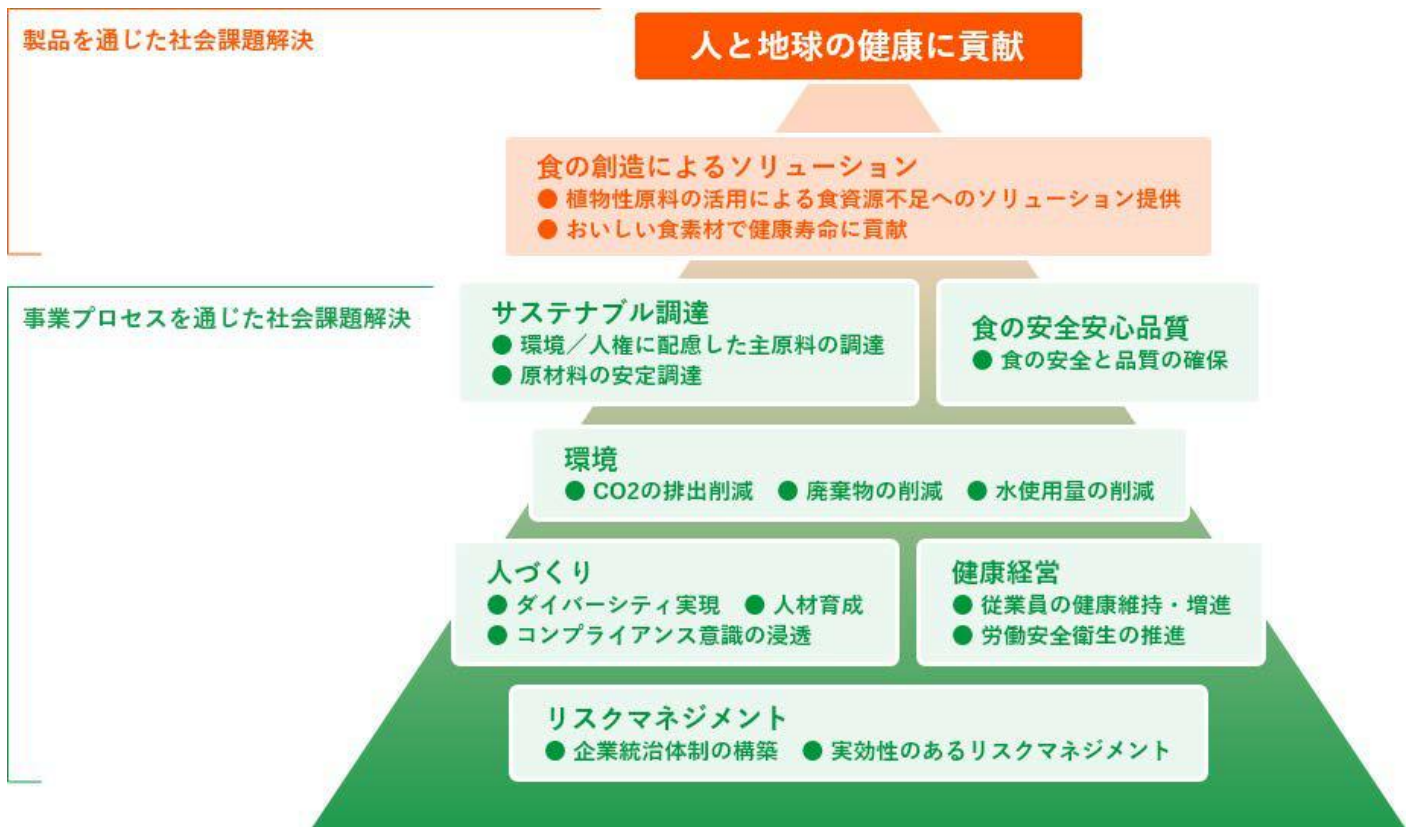 製品を通じた社会課題解決
人と地球の健康に貢献
食の創造によるソリューション
● 植物性原料の活用による食資源不足へのソリューション提供
● おいしい食素材で健康寿命に貢献
事業プロセスを通じた社会課題解決
サステナブル調達
● 環境／人権に配慮した主原料の調達
● 原材料の安定調達
食の安全安心品質
● 食の安全と品質の確保
環境
● CO2の排出削減 ● 廃棄物の削減 ● 水使用量の削減
人づくり
● ダイバーシティ実現 ● 人材育成
● コンプライアンス意識の浸透
健康経営
● 従業員の健康維持・増進
● 労働安全衛生の推進
リスクマネジメント
● 企業統治体制の構築 ● 実効性のあるリスクマネジメント